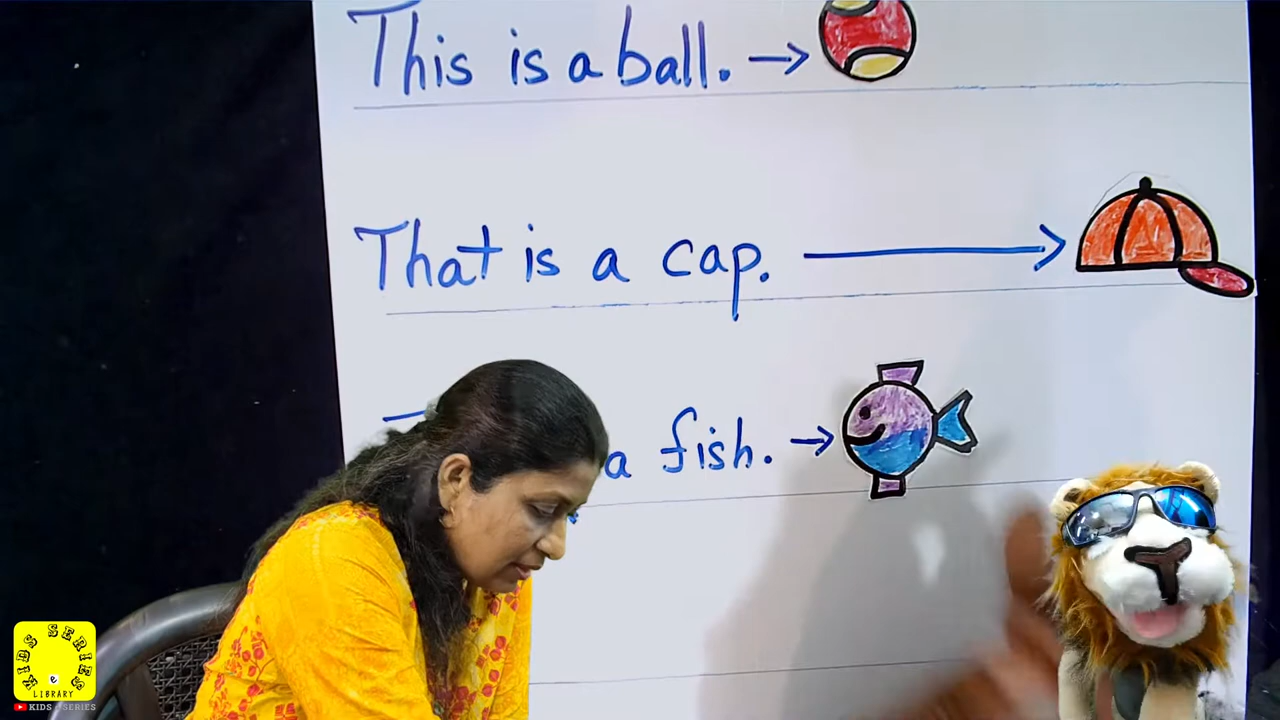 This is a ball.
That is a cap.
a fish.
KIDS SERIES
e
LIBRARY
KIDS SERIES